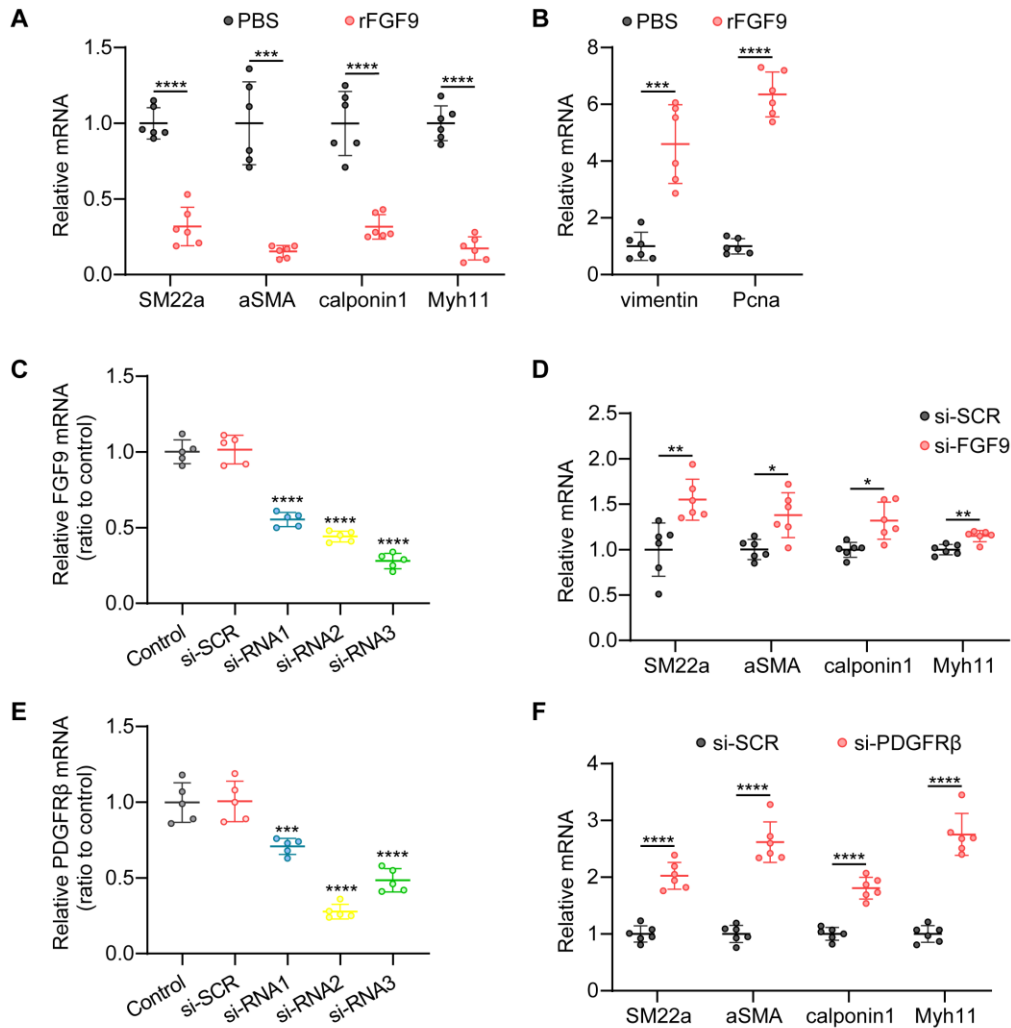 A
PBS rFGF9
Relative mRNA
1.5
1.0
0.5
0.0
**** *** **** ****
SM22a aSMA calponin1 Myh11
B
PBS rFGF9
Relative mRNA
8
6
4
2
0
*** ****
vimentin Pcna
C
Relative FGF9 mRNA
(ratio to control)
1.5
1.0
0.5
0.0
**** **** ****
Control si-SCR si-RNA1 si-RNA2 si-RNA3
D
si-SCR
si-FGF9
Relative mRNA
2.5
2.0
1.5
1.0
0.5
0.0
** * * **
SM22a aSMA calponin1 Myh11
E
Relative PDGFRβ mRNA
(ratio to control)
1.5
1.0
0.5
0.0
*** **** ****
Control si-SCR si-RNA1 si-RNA2 si-RNA3
F
si-SCR si-PDGFRβ
Relative mRNA
4
3
2
1
0
**** **** **** ****
SM22a aSMA calponin1 Myh11